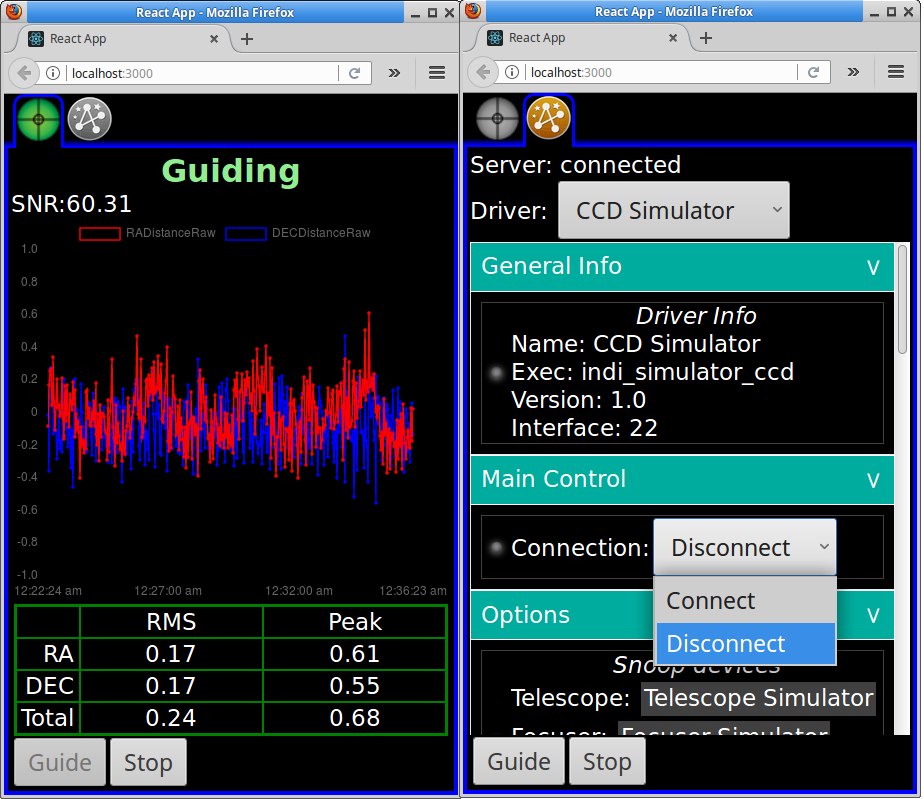 React App - Mozilla Firefox
React App
localhost:3000
Guiding
SNR:60.31
RADistanceRaw DECDistanceRaw
1.0
0.8
0.6
0.4
0.2
0
-0.2
-0.4
-0.6
-0.8
-1.0
12:22:24 am 12:27:00 am 12:32:00 am 12:36:23 am
RMS Peak
RA 0.17 0.61
DEC 0.17 0.55
Total 0.24 0.68
Guide Stop
React App - Mozilla Firefox
React App
localhost:3000
Server: connected
Driver: CCD Simulator
General Info V
Driver Info
Name: CCD Simulator
Exec: indi_simulator_ccd
Version: 1.0
Interface: 22
Main Control V
Connection: Disconnect
Connect
Disconnect
Options V
Snoop devices
Telescope: Telescope Simulator
Focuser: Focuser Simulator
Guide Stop